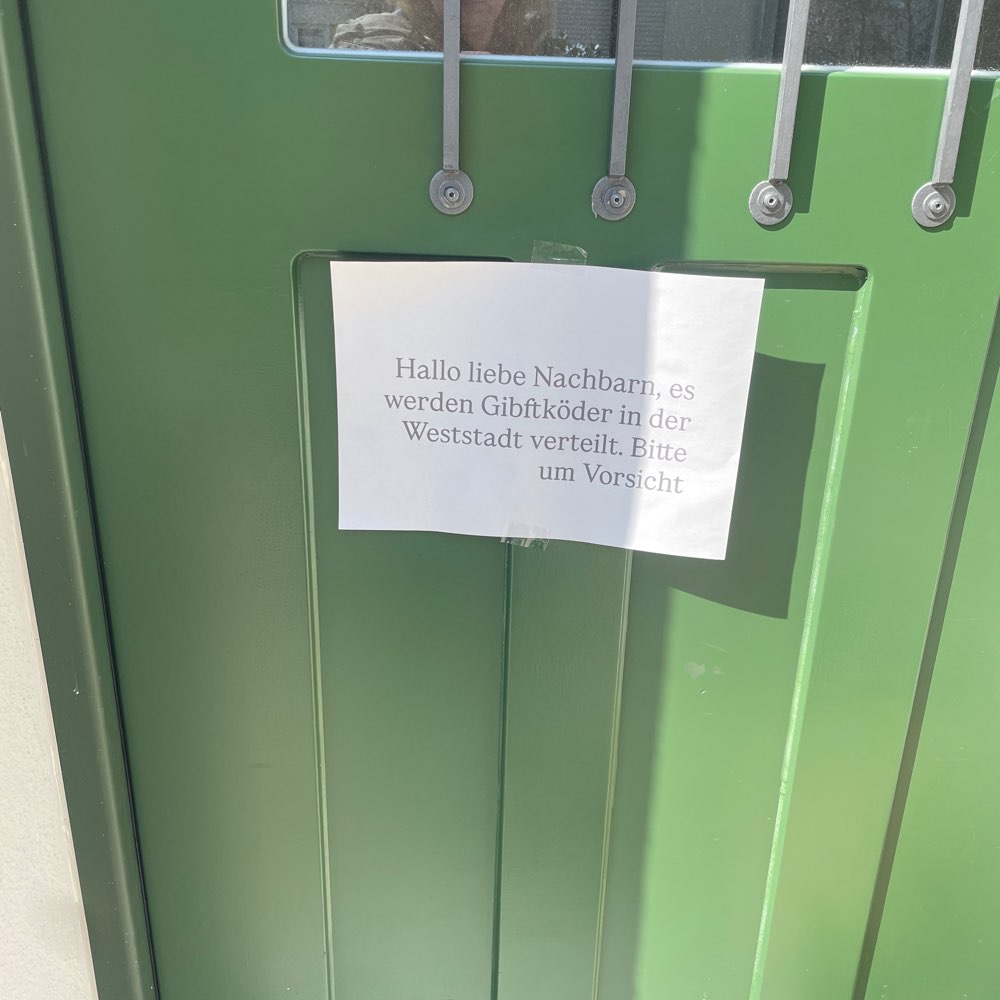 Hallo liebe Nachbarn, es
werden Gibftköder in der
Weststadt verteilt. Bitte
um Vorsicht